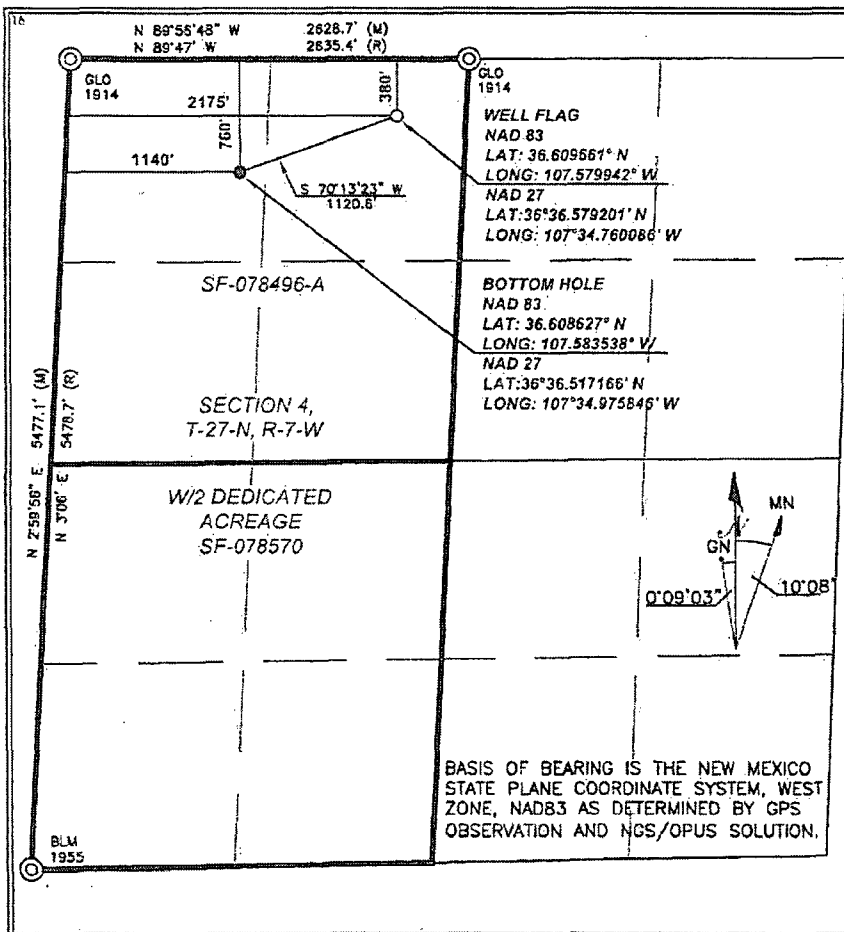 16
N 89°56'48" W 2628.7' (M)
N 89°47' W 2635.4' (R)
GLO
1914
GLO
1914
2175'
760'
380'
1140'
S 70°13'23" W
1120.6'
WELL FLAG
NAD 83
LAT: 36.609661° N
LONG: 107.579942° W
NAD 27
LAT:36°36.579201' N
LONG: 107°34.760086' W
SF-078496-A
BOTTOM HOLE
NAD 83
LAT: 36.608627° N
LONG: 107.583538° W
NAD 27
LAT:36°36.517166' N
LONG: 107°34.975846' W
N 2°59'56" E 5477.1' (M)
N 3°06' E 5478.7' (R)
SECTION 4,
T-27-N, R-7-W
W/2 DEDICATED
ACREAGE
SF-078570
MN
GN
0°09'03"
10°08'
BASIS OF BEARING IS THE NEW MEXICO
STATE PLANE COORDINATE SYSTEM, WEST
ZONE, NAD83 AS DETERMINED BY GPS
OBSERVATION AND NGS/OPUS SOLUTION.
BLM
1955